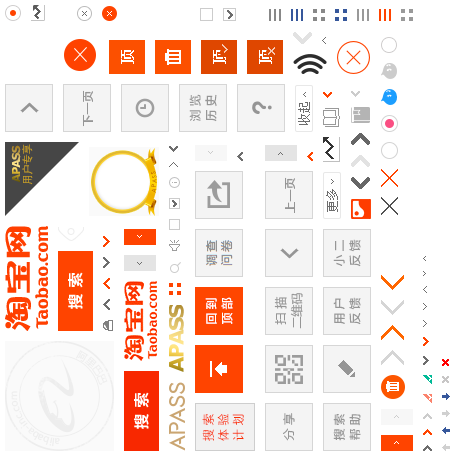 页
顶
顶
下一页
浏览
历史
?
收起
APASS
用户专享
APASS
上一页
更多
淘宝网
Taobao.com
搜索
调查
问卷
小二
反馈
淘宝网
Taobao.com
回到
顶部
扫描
二维码
用户
反馈
搜索
APASS
APASS
搜索
体验
计划
分享
搜索
帮助